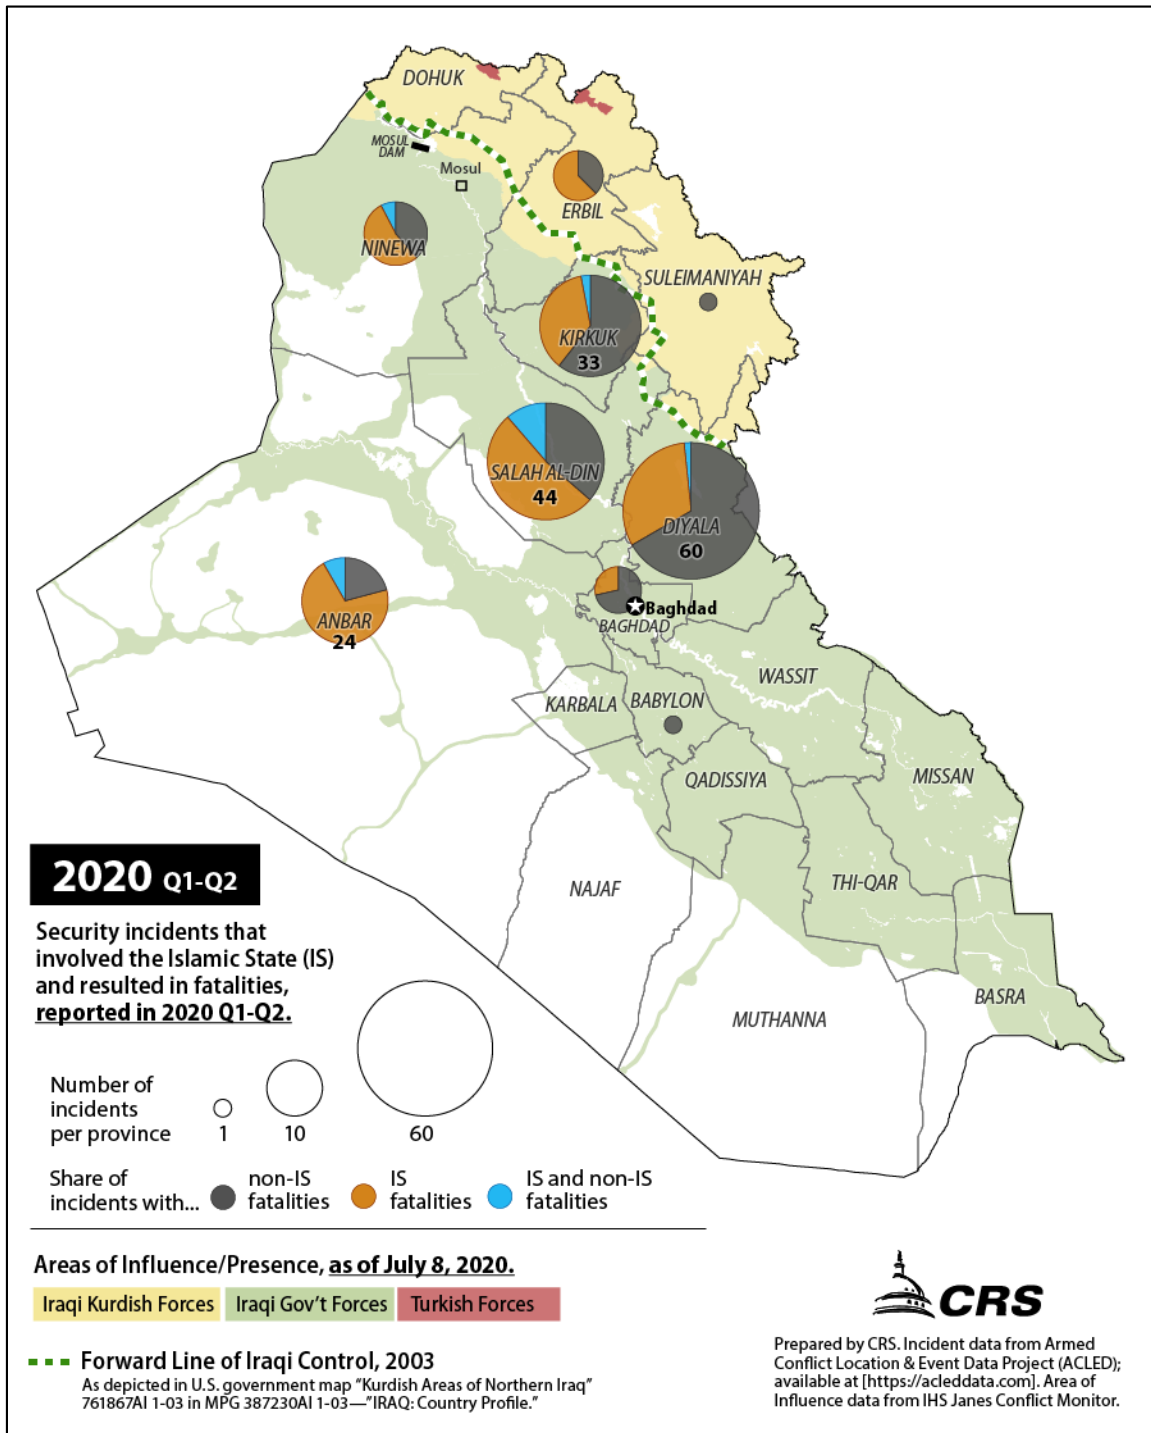 DOHUK
MOSUL
DAM
Mosul
ERBIL
NINEWA
SULEIMANIYAH
KIRKUK
33
SALAH AL-DIN
44
DIYALA
60
Baghdad
BAGHDAD
ANBAR
24
WASSIT
KARBALA
BABYLON
QADISSIYA
MISSAN
NAJAF
THI-QAR
BASRA
MUTHANNA
2020 Q1-Q2
Security incidents that
involved the Islamic State (IS)
and resulted in fatalities,
reported in 2020 Q1-Q2.
Number of
incidents
per province
1
10
60
Share of
incidents with...
non-IS
fatalities
IS
fatalities
IS and non-IS
fatalities
Areas of Influence/Presence, as of July 8, 2020.
Iraqi Kurdish Forces
Iraqi Gov't Forces
Turkish Forces
Forward Line of Iraqi Control, 2003
As depicted in U.S. government map “Kurdish Areas of Northern Iraq”
761867AI 1-03 in MPG 387230AI 1-03—"IRAQ: Country Profile.”
CRS
Prepared by CRS. Incident data from Armed
Conflict Location & Event Data Project (ACLED);
available at [https://acleddata.com]. Area of
Influence data from IHS Janes Conflict Monitor.